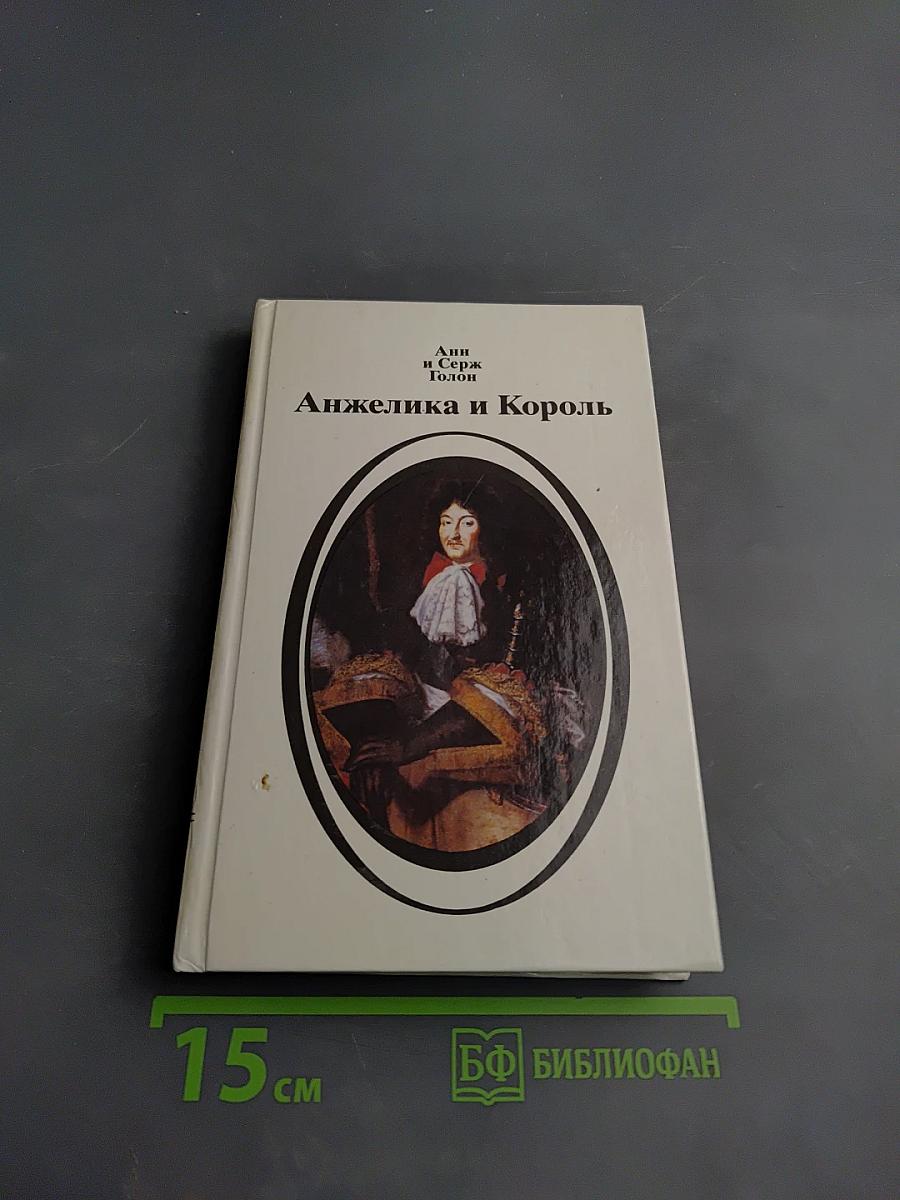 Анн
и Серж
Голон
Анжелика и Король
15 см
БФ БИБЛИОФАН